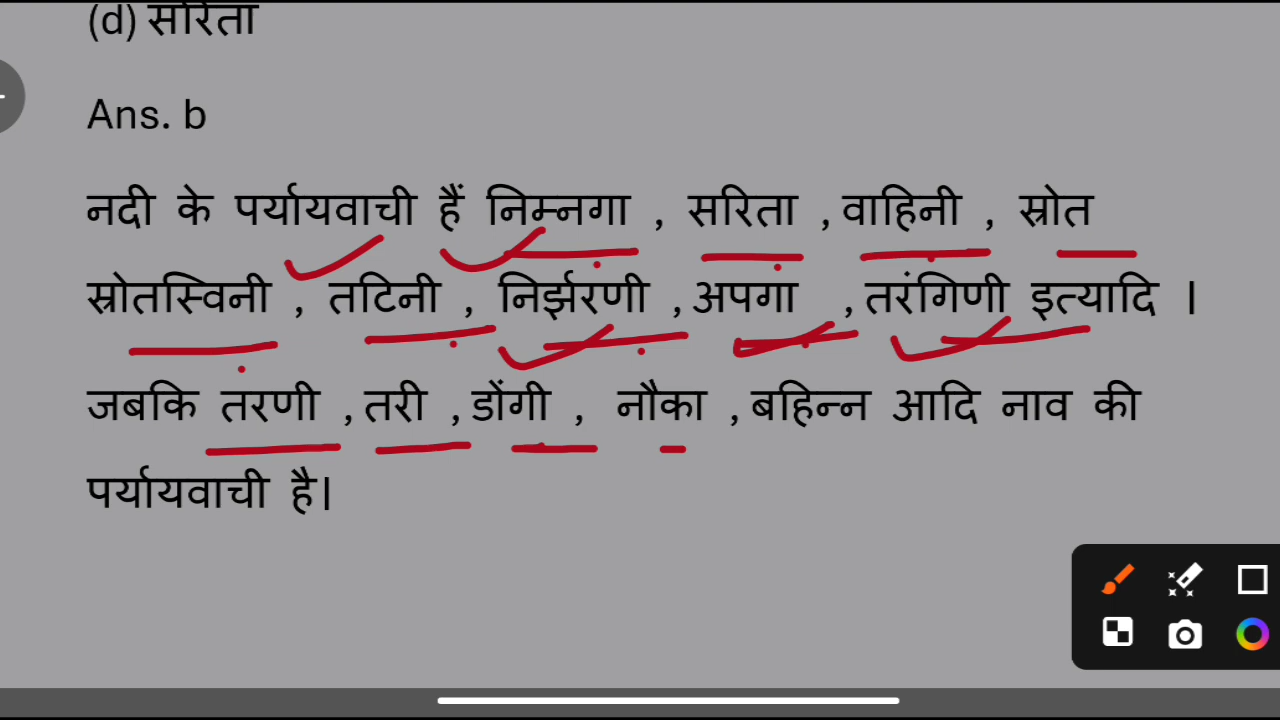 (d) सरिता
Ans. b
नदी के पर्यायवाची हैं निम्नगा , सरिता ,वाहिनी , स्रोत
स्रोतस्विनी , तटिनी , निर्झरणी ,अपगा ,तरंगिणी इत्यादि ।
जबकि तरणी ,तरी ,डोंगी , नौका ,बहिन्न आदि नाव की
पर्यायवाची है।